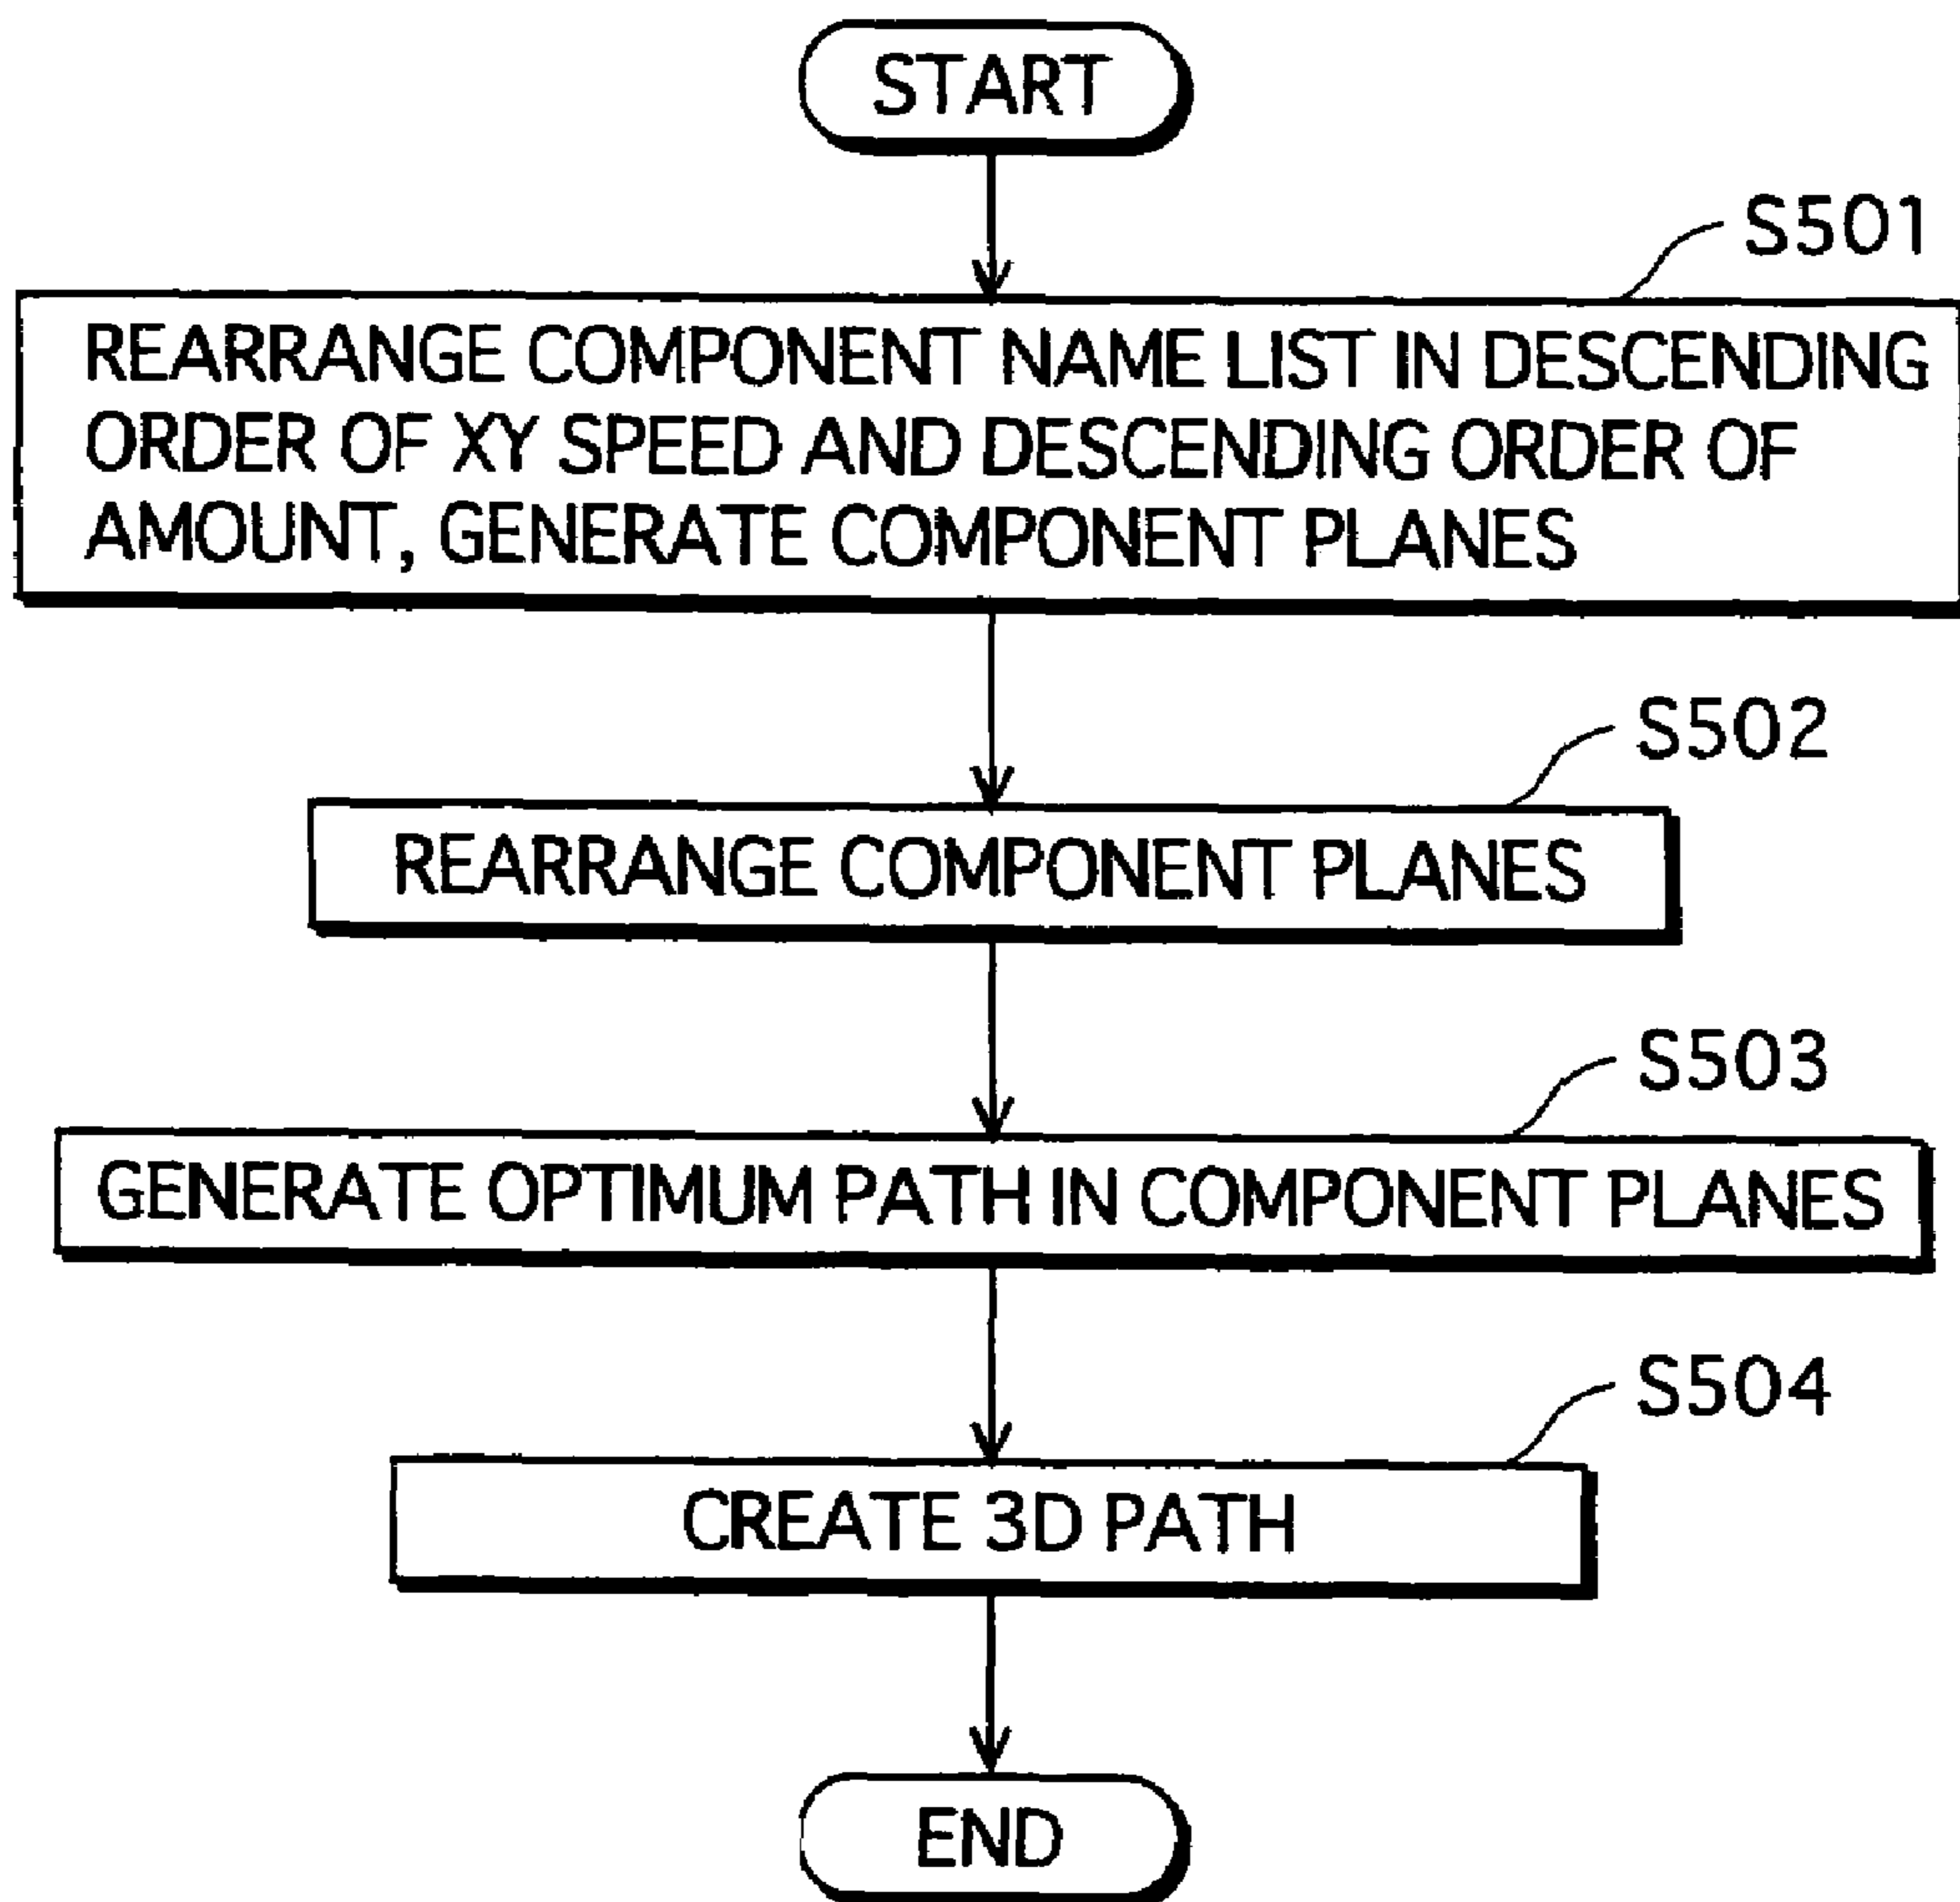 START
S501
REARRANGE COMPONENT NAME LIST IN DESCENDING
ORDER OF XY SPEED AND DESCENDING ORDER OF
AMOUNT, GENERATE COMPONENT PLANES
S502
REARRANGE COMPONENT PLANES
S503
GENERATE OPTIMUM PATH IN COMPONENT PLANES
S504
CREATE 3D PATH
END